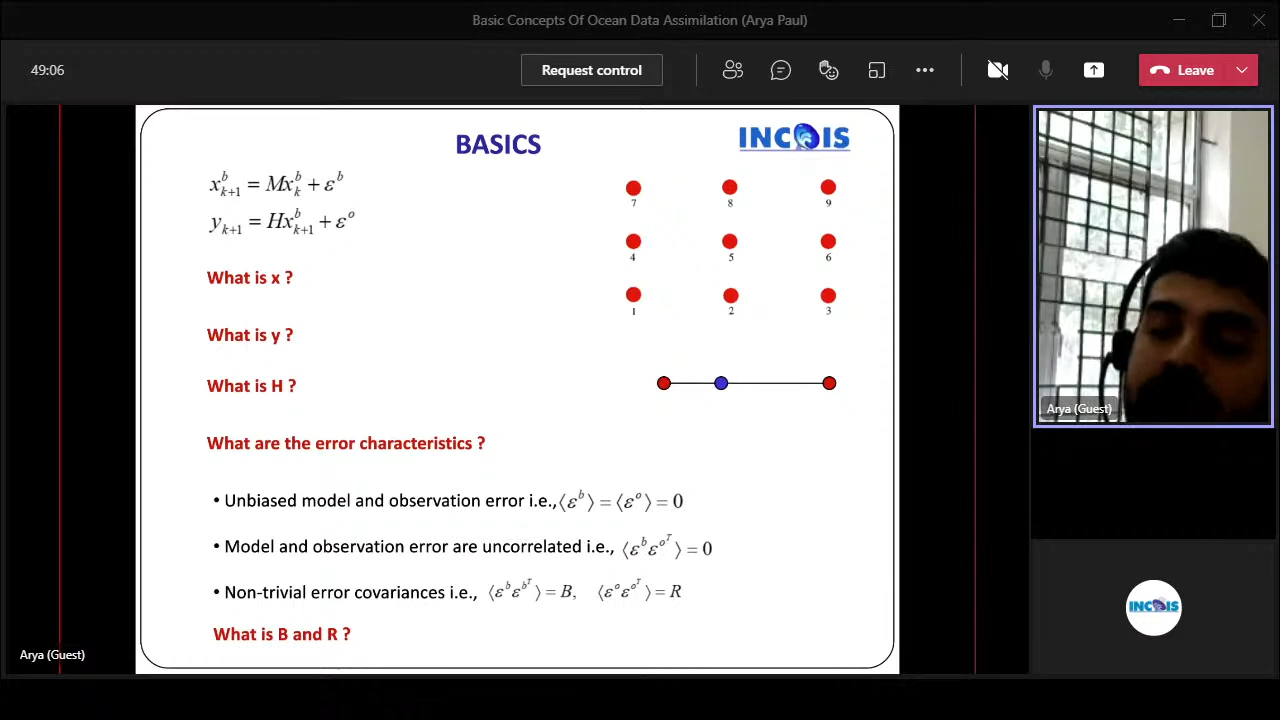 Basic Concepts Of Ocean Data Assimilation (Arya Paul)
49:06
Request control
Leave
BASICS
INCOIS
x^b_{k+1} = Mx^b_k + ε^b
y_{k+1} = Hx^b_{k+1} + ε^o
7 8 9
4 5 6
1 2 3
What is x ?
What is y ?
What is H ?
What are the error characteristics ?
• Unbiased model and observation error i.e., ⟨ε^b⟩ = ⟨ε^o⟩ = 0
• Model and observation error are uncorrelated i.e., ⟨ε^b ε^{o^T}⟩ = 0
• Non-trivial error covariances i.e., ⟨ε^b ε^{b^T}⟩ = B, ⟨ε^o ε^{o^T}⟩ = R
What is B and R ?
Arya (Guest)
Arya (Guest)
INCOIS